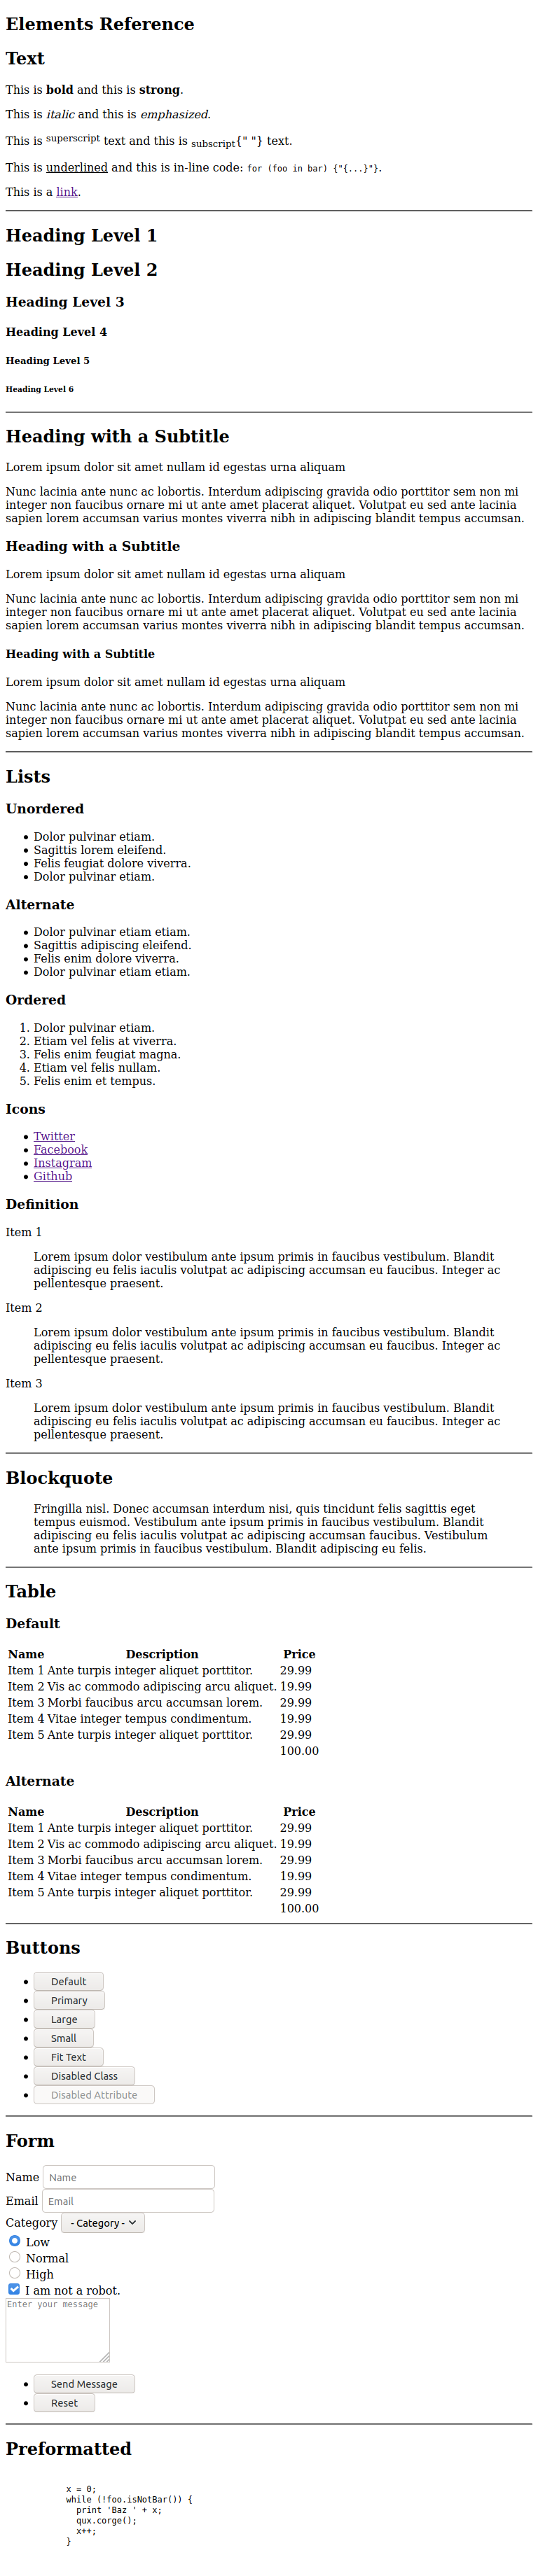 Elements Reference
Text
This is bold and this is strong.
This is italic and this is emphasized.
This is superscript text and this is subscript{" "} text.
This is underlined and this is in-line code: for (foo in bar) {"{...}"}.
This is a link.
Heading Level 1
Heading Level 2
Heading Level 3
Heading Level 4
Heading Level 5
Heading Level 6
Heading with a Subtitle
Lorem ipsum dolor sit amet nullam id egestas urna aliquam
Nunc lacinia ante nunc ac lobortis. Interdum adipiscing gravida odio porttitor sem non mi
integer non faucibus ornare mi ut ante amet placerat aliquet. Volutpat eu sed ante lacinia
sapien lorem accumsan varius montes viverra nibh in adipiscing blandit tempus accumsan.
Heading with a Subtitle
Lorem ipsum dolor sit amet nullam id egestas urna aliquam
Nunc lacinia ante nunc ac lobortis. Interdum adipiscing gravida odio porttitor sem non mi
integer non faucibus ornare mi ut ante amet placerat aliquet. Volutpat eu sed ante lacinia
sapien lorem accumsan varius montes viverra nibh in adipiscing blandit tempus accumsan.
Heading with a Subtitle
Lorem ipsum dolor sit amet nullam id egestas urna aliquam
Nunc lacinia ante nunc ac lobortis. Interdum adipiscing gravida odio porttitor sem non mi
integer non faucibus ornare mi ut ante amet placerat aliquet. Volutpat eu sed ante lacinia
sapien lorem accumsan varius montes viverra nibh in adipiscing blandit tempus accumsan.
Lists
Unordered
Dolor pulvinar etiam.
Sagittis lorem eleifend.
Felis feugiat dolore viverra.
Dolor pulvinar etiam.
Alternate
Dolor pulvinar etiam etiam.
Sagittis adipiscing eleifend.
Felis enim dolore viverra.
Dolor pulvinar etiam etiam.
Ordered
1. Dolor pulvinar etiam.
2. Etiam vel felis at viverra.
3. Felis enim feugiat magna.
4. Etiam vel felis nullam.
5. Felis enim et tempus.
Icons
Twitter
Facebook
Instagram
Github
Definition
Item 1
Lorem ipsum dolor vestibulum ante ipsum primis in faucibus vestibulum. Blandit
adipiscing eu felis iaculis volutpat ac adipiscing accumsan eu faucibus. Integer ac
pellentesque praesent.
Item 2
Lorem ipsum dolor vestibulum ante ipsum primis in faucibus vestibulum. Blandit
adipiscing eu felis iaculis volutpat ac adipiscing accumsan eu faucibus. Integer ac
pellentesque praesent.
Item 3
Lorem ipsum dolor vestibulum ante ipsum primis in faucibus vestibulum. Blandit
adipiscing eu felis iaculis volutpat ac adipiscing accumsan eu faucibus. Integer ac
pellentesque praesent.
Blockquote
Fringilla nisl. Donec accumsan interdum nisi, quis tincidunt felis sagittis eget
tempus euismod. Vestibulum ante ipsum primis in faucibus vestibulum. Blandit
adipiscing eu felis iaculis volutpat ac adipiscing accumsan faucibus. Vestibulum
ante ipsum primis in faucibus vestibulum. Blandit adipiscing eu felis.
Table
Default
Name Description Price
Item 1 Ante turpis integer aliquet porttitor. 29.99
Item 2 Vis ac commodo adipiscing arcu aliquet. 19.99
Item 3 Morbi faucibus arcu accumsan lorem. 29.99
Item 4 Vitae integer tempus condimentum. 19.99
Item 5 Ante turpis integer aliquet porttitor. 29.99
100.00
Alternate
Name Description Price
Item 1 Ante turpis integer aliquet porttitor. 29.99
Item 2 Vis ac commodo adipiscing arcu aliquet. 19.99
Item 3 Morbi faucibus arcu accumsan lorem. 29.99
Item 4 Vitae integer tempus condimentum. 19.99
Item 5 Ante turpis integer aliquet porttitor. 29.99
100.00
Buttons
Default
Primary
Large
Small
Fit Text
Disabled Class
Disabled Attribute
Form
Name Name
Email Email
Category - Category -
Low
Normal
High
I am not a robot.
Enter your message
Send Message
Reset
Preformatted
x = 0;
while (!foo.isNotBar()) {
print 'Baz ' + x;
qux.corge();
x++;
}